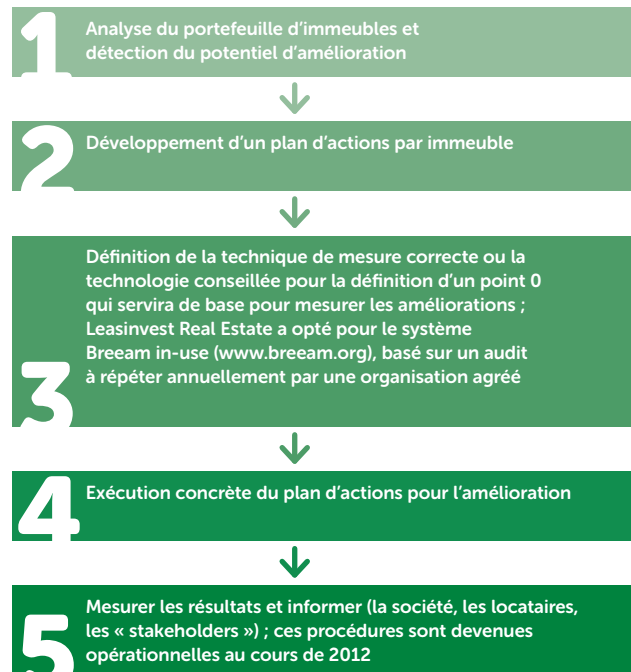 1
Analyse du portefeuille d'immeubles et
détection du potentiel d'amélioration
2
Développement d'un plan d'actions par immeuble
3
Définition de la technique de mesure correcte ou la
technologie conseillée pour la définition d'un point 0
qui servira de base pour mesurer les améliorations ;
Leasinvest Real Estate a opté pour le système
Breeam in-use (www.breeam.org), basé sur un audit
à répéter annuellement par une organisation agréé
4
Exécution concrète du plan d'actions pour l'amélioration
5
Mesurer les résultats et informer (la société, les locataires,
les « stakeholders ») ; ces procédures sont devenues
opérationnelles au cours de 2012